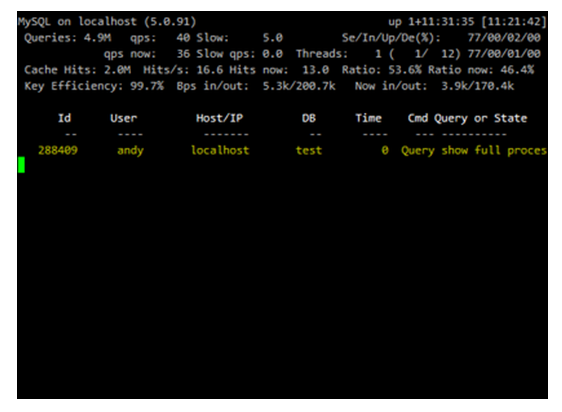 MySQL on localhost (5.0.91) up 1+11:31:35 [11:21:42]
Queries: 4.9M qps: 40 Slow: 5.0 Se/In/Up/De(%): 77/00/02/00
qps now: 36 Slow qps: 0.0 Threads: 1 ( 1/ 12) 77/00/01/00
Cache Hits: 2.0M Hits/s: 16.6 Hits now: 13.0 Ratio: 53.6% Ratio now: 46.4%
Key Efficiency: 99.7% Bps in/out: 5.3k/200.7k Now in/out: 3.9k/170.4k
Id User Host/IP DB Time Cmd Query or State
-- ---- ------- -- ---- --- ----------
288409 andy localhost test 0 Query show full proces